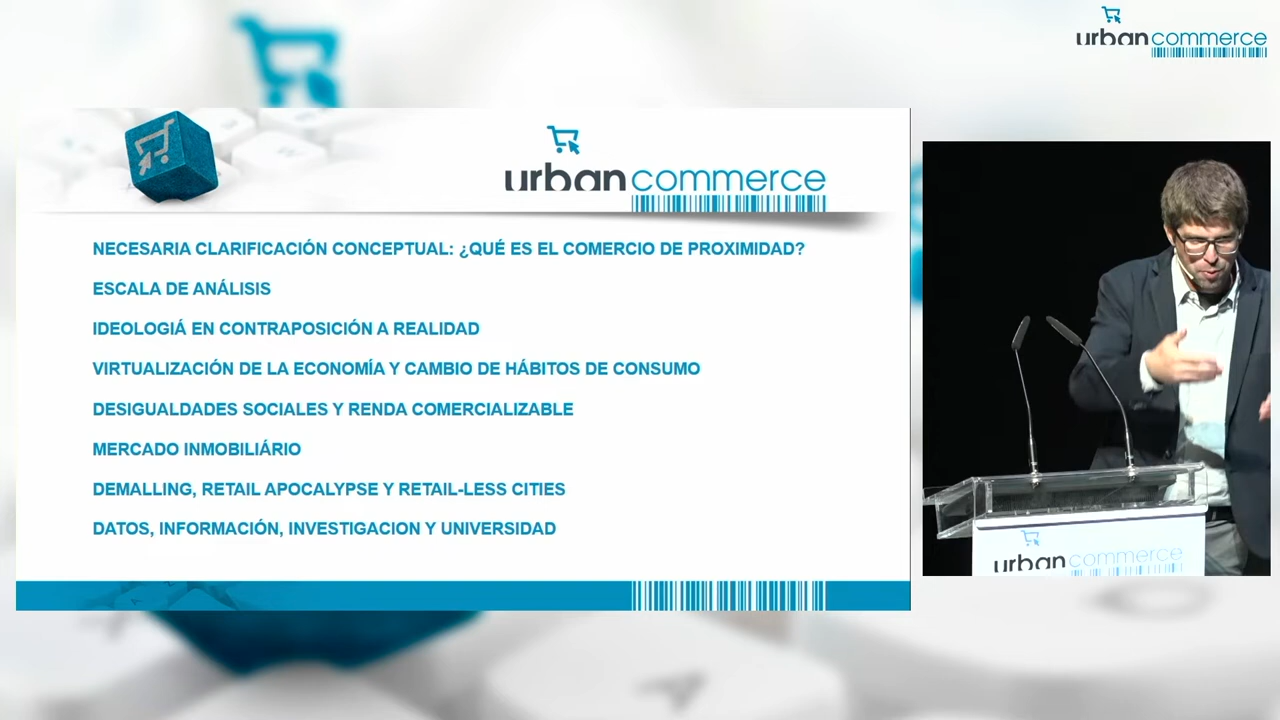 urbancommerce
urbancommerce
NECESARIA CLARIFICACIÓN CONCEPTUAL: ¿QUÉ ES EL COMERCIO DE PROXIMIDAD?
ESCALA DE ANÁLISIS
IDEOLOGIÁ EN CONTRAPOSICIÓN A REALIDAD
VIRTUALIZACIÓN DE LA ECONOMÍA Y CAMBIO DE HÁBITOS DE CONSUMO
DESIGUALDADES SOCIALES Y RENDA COMERCIALIZABLE
MERCADO INMOBILIÁRIO
DEMALLING, RETAIL APOCALYPSE Y RETAIL-LESS CITIES
DATOS, INFORMACIÓN, INVESTIGACION Y UNIVERSIDAD
urbancommerce